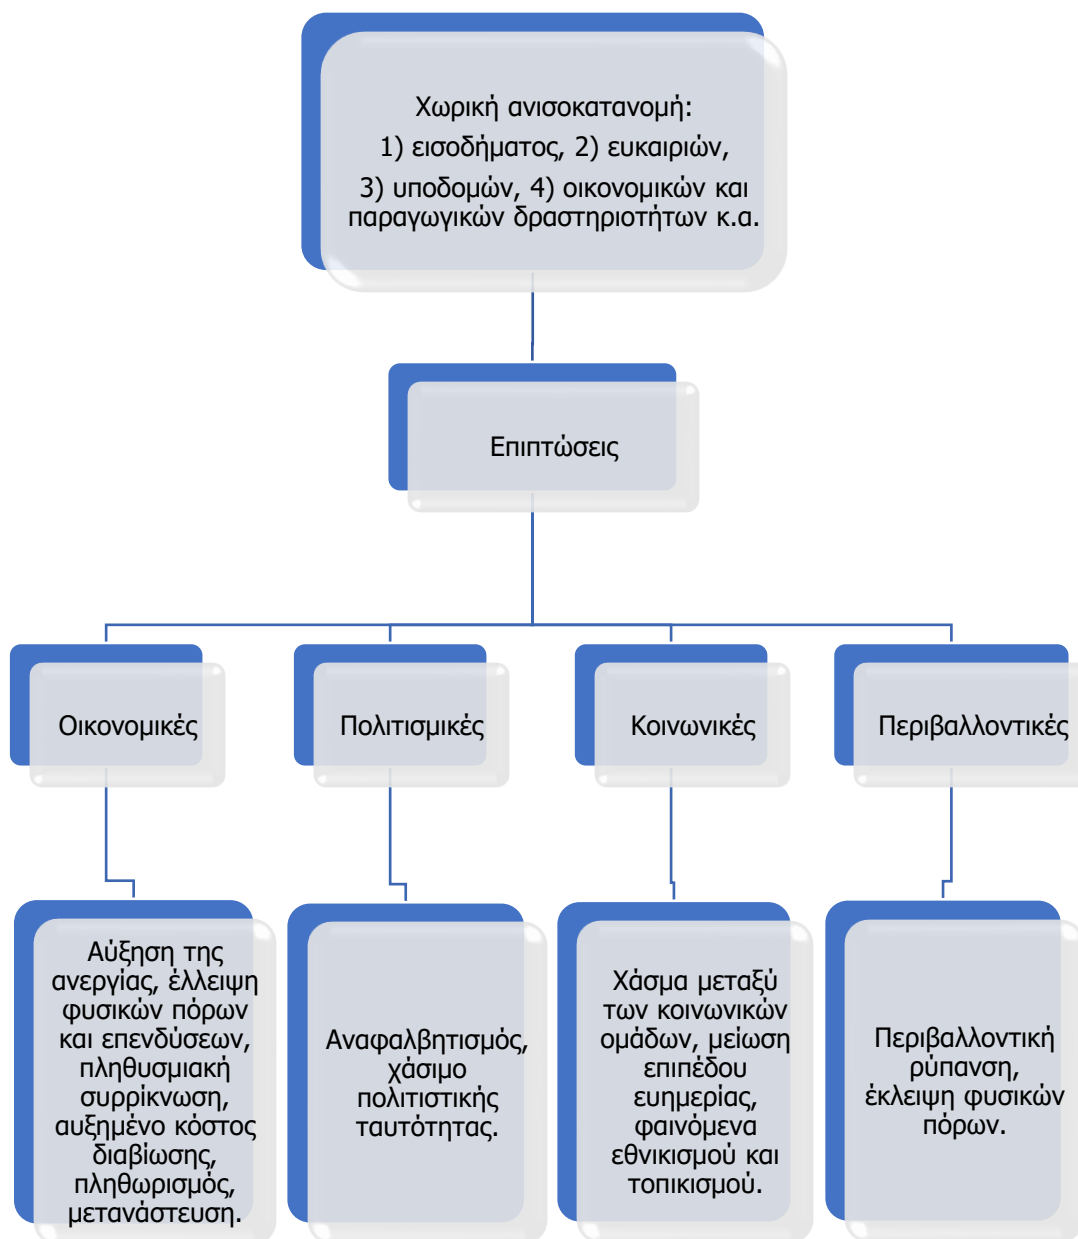 Χωρική ανισοκατανομή:
1) εισοδήματος, 2) ευκαιριών,
3) υποδομών, 4) οικονομικών και
παραγωγικών δραστηριοτήτων κ.α.
Επιπτώσεις
Οικονομικές
Πολιτισμικές
Κοινωνικές
Περιβαλλοντικές
Αύξηση της
ανεργίας, έλλειψη
φυσικών πόρων
και επενδύσεων,
πληθυσμιακή
συρρίκνωση,
αυξημένο κόστος
διαβίωσης,
πληθωρισμός,
μετανάστευση.
Αναφαλβητισμός,
χάσιμο
πολιτιστικής
ταυτότητας.
Χάσμα μεταξύ
των κοινωνικών
ομάδων, μείωση
επιπέδου
ευημερίας,
φαινόμενα
εθνικισμού και
τοπικισμού.
Περιβαλλοντική
ρύπανση,
έκλειψη φυσικών
πόρων.